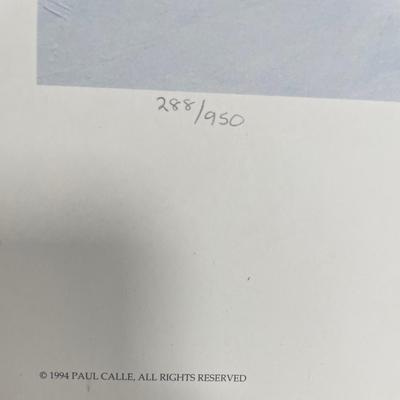 288/950
© 1994 PAUL CALLE, ALL RIGHTS RESERVED